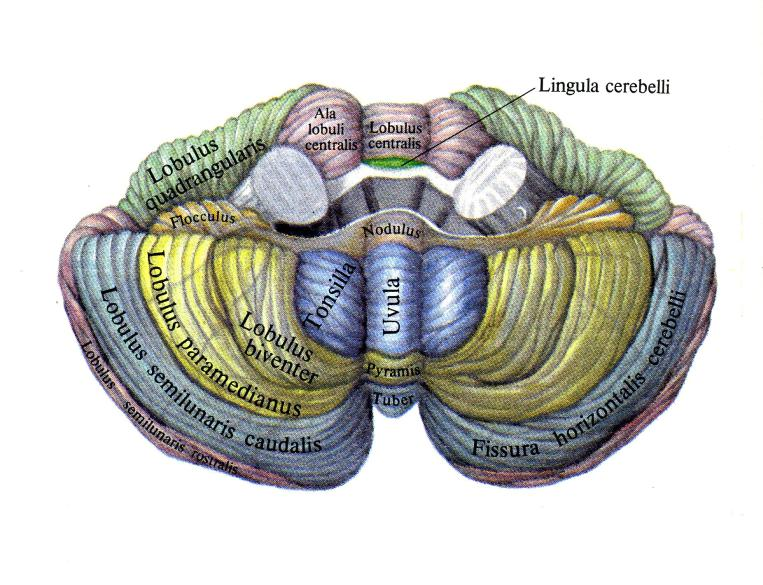 Lingula cerebelli
Ala
lobuli
centralis
Lobulus
centralis
Lobulus
quadrangularis
Flocculus
Nodulus
Tonsilla
Uvula
Lobulus
biventer
Lobulus paramedianus
Pyramis
Tuber
Lobulus semilunaris caudalis
Lobulus semilunaris rostralis
Fissura horizontalis cerebelli